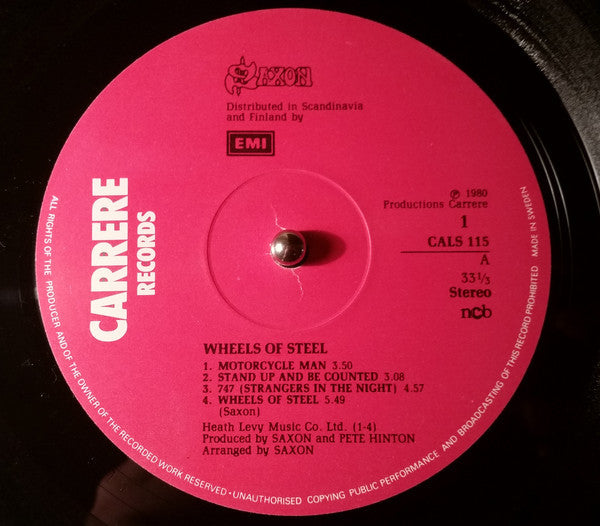 SAXON
Distributed in Scandinavia
and Finland by
EMI
CARRERE
RECORDS
℗ 1980
Productions Carrere
1
CALS 115
A
33 1/3
Stereo
ncb
WHEELS OF STEEL
1. MOTORCYCLE MAN 3.50
2. STAND UP AND BE COUNTED 3.08
3. 747 (STRANGERS IN THE NIGHT) 4.57
4. WHEELS OF STEEL 5.49
(Saxon)
Heath Levy Music Co. Ltd. (1-4)
Produced by SAXON and PETE HINTON
Arranged by SAXON
ALL RIGHTS OF THE PRODUCER AND OF THE OWNER OF THE RECORDED WORK RESERVED • UNAUTHORISED COPYING PUBLIC PERFORMANCE AND BROADCASTING OF THIS RECORD PROHIBITED MADE IN SWEDEN